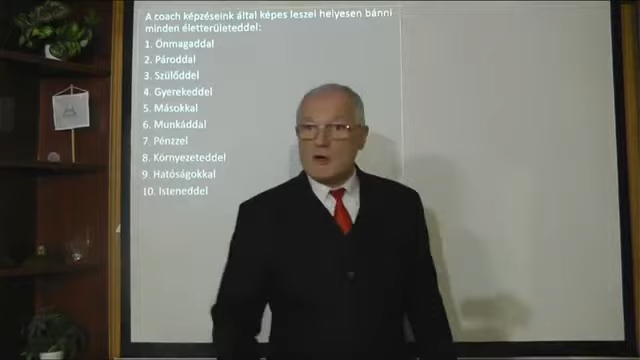 A coach képzéseink által képes leszel helyesen bánni
minden életterületeddel:
1. Önmagaddal
2. Pároddal
3. Szülőddel
4. Gyerekeddel
5. Másokkal
6. Munkáddal
7. Pénzzel
8. Környezeteddel
9. Hatóságokkal
10. Isteneddel